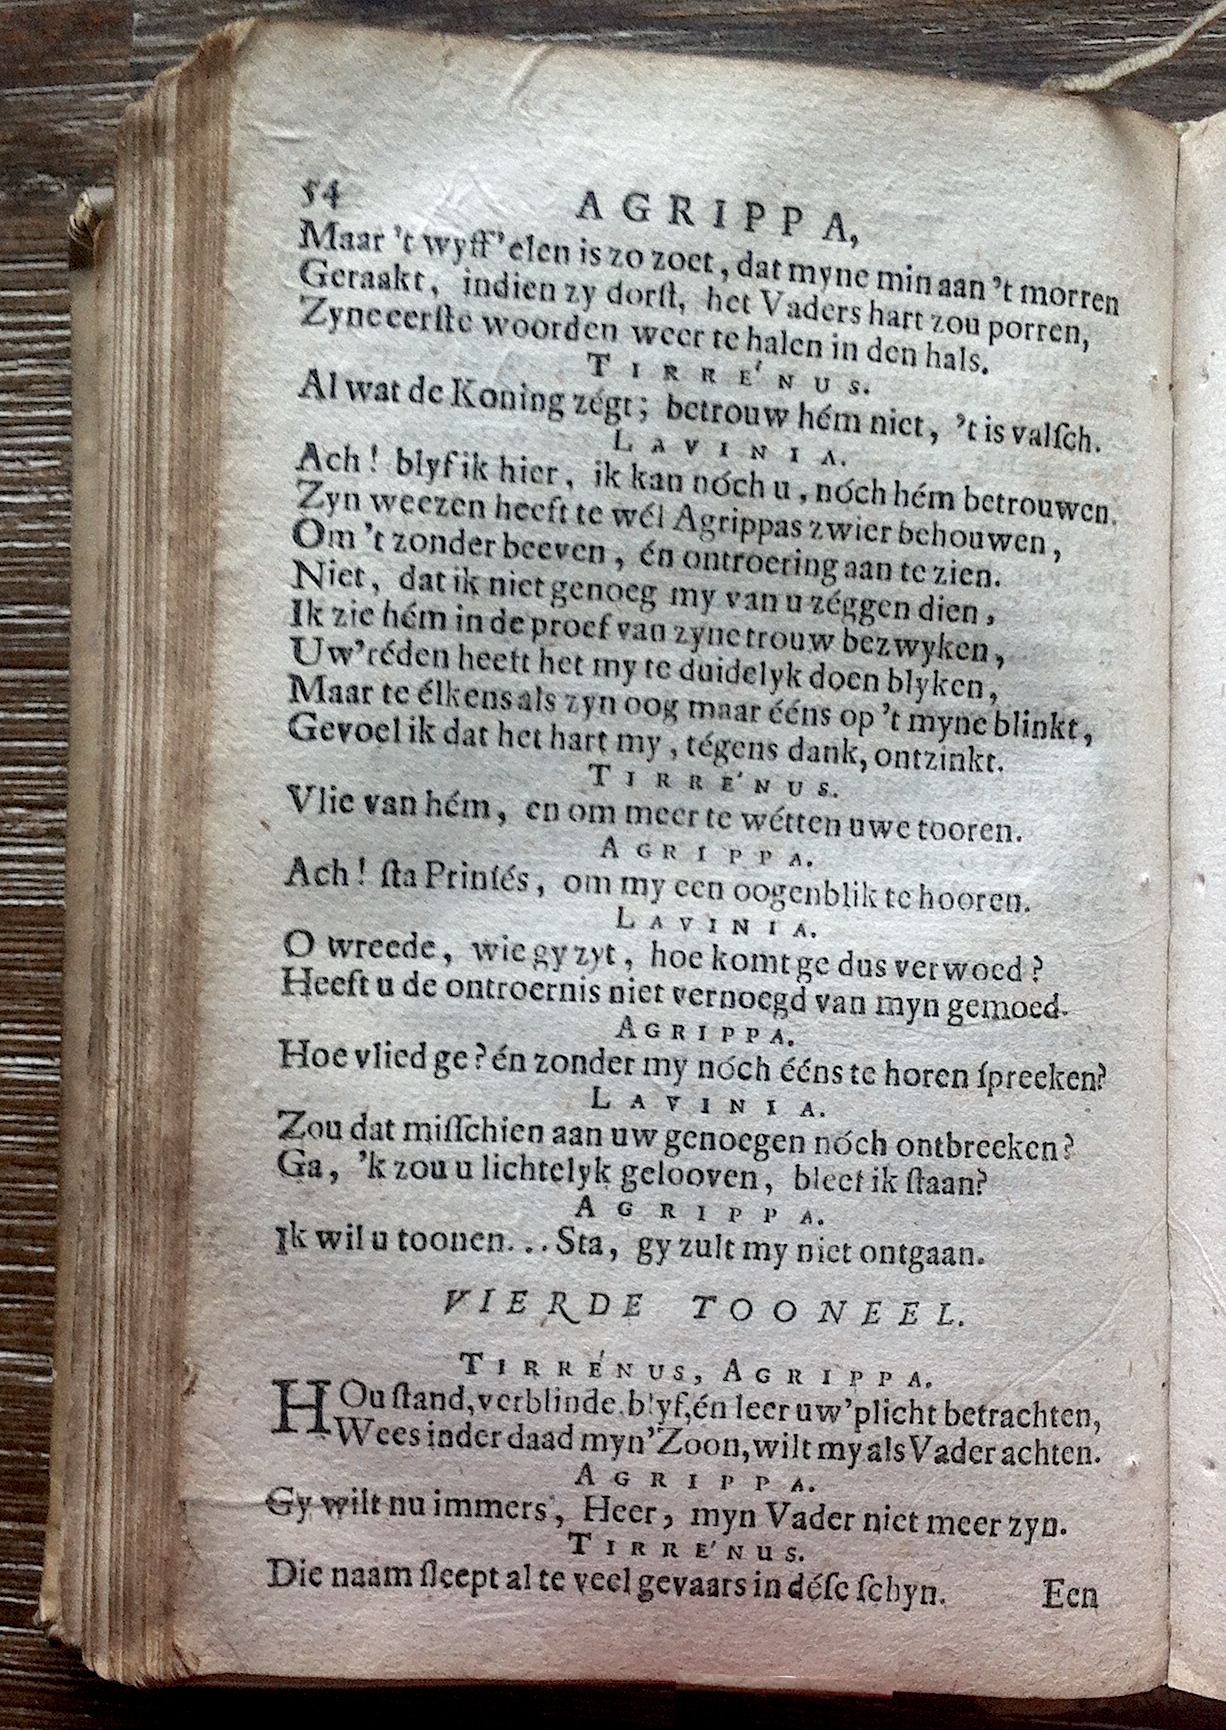 54 AGRIPPA,
Maar 't wyff'elen is zo zoet, dat myne min aan 't morren
Geraakt, indien zy dorſt, het Vaders hart zou porren,
Zyne eerſte woorden weer te halen in den hals.
TIRRE'NUS.
Al wat de Koning zégt; betrouw hém niet, 't is valſch.
LAVINIA.
Ach! blyf ik hier, ik kan nóch u, nóch hém betrouwen.
Zyn weezen heeft te wél Agrippas zwier behouwen,
Om 't zonder beeven, én ontroering aan te zien.
Niet, dat ik niet genoeg my van u zéggen dien,
Ik zie hém in de proef van zyne trouw bezwyken,
Uw' réden heeft het my te duidelyk doen blyken,
Maar te élkens als zyn oog maar ééns op 't myne blinkt,
Gevoel ik dat het hart my, tégens dank, ontzinkt.
TIRRE'NUS.
Vlie van hém, en om meer te wétten uwe tooren.
AGRIPPA.
Ach! ſta Prinſés, om my een oogenblik te hooren.
LAVINIA.
O wreede, wie gy zyt, hoe komt ge dus verwoed?
Heeft u de ontroernis niet vernoegd van myn gemoed.
AGRIPPA.
Hoe vlied ge? én zonder my nóch ééns te horen ſpreeken?
LAVINIA.
Zou dat miſſchien aan uw genoegen nóch ontbreeken?
Ga, 'k zou u lichtelyk gelooven, bleef ik ſtaan?
AGRIPPA.
Ik wil u toonen... Sta, gy zult my niet ontgaan.
VIERDE TOONEEL.
TIRRE'NUS, AGRIPPA.
HOu ſtand, verblinde, blyf, én leer uw' plicht betrachten,
Wees inder daad myn' Zoon, wilt my als Vader achten.
AGRIPPA.
Gy wilt nu immers, Heer, myn Vader niet meer zyn.
TIRRE'NUS.
Die naam ſleept al te veel gevaars in déſe ſchyn.
Een